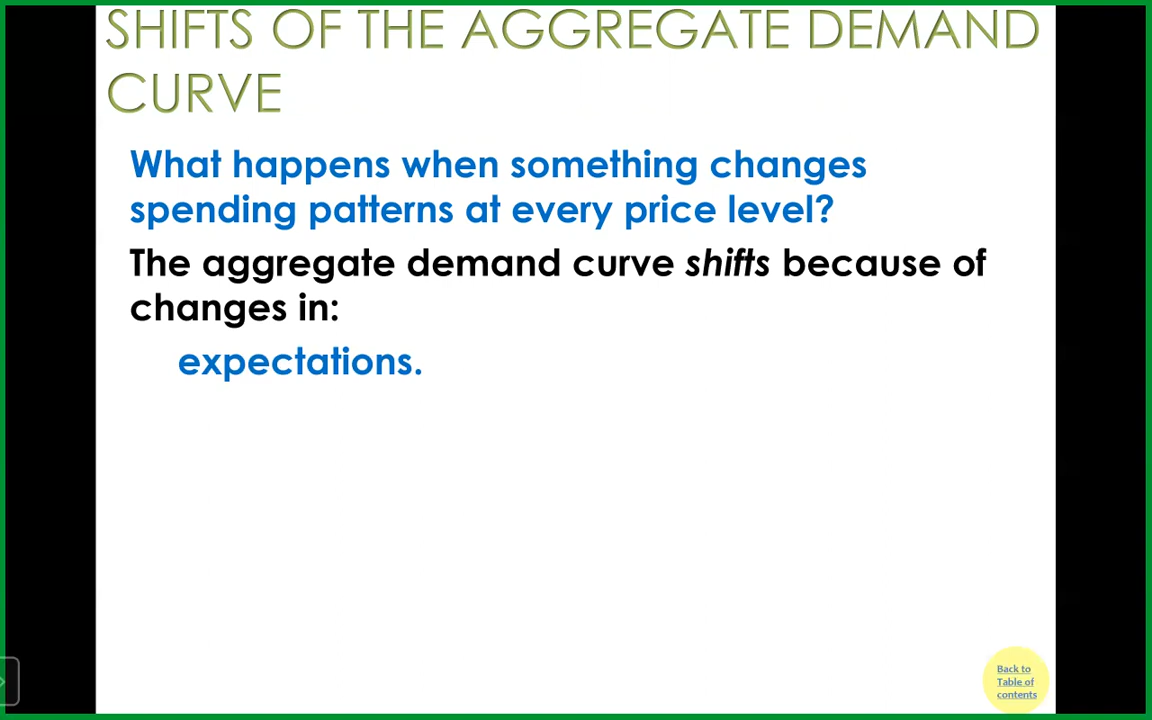 SHIFTS OF THE AGGREGATE DEMAND
CURVE
What happens when something changes
spending patterns at every price level?
The aggregate demand curve shifts because of
changes in:
expectations.
Back to
Table of
contents